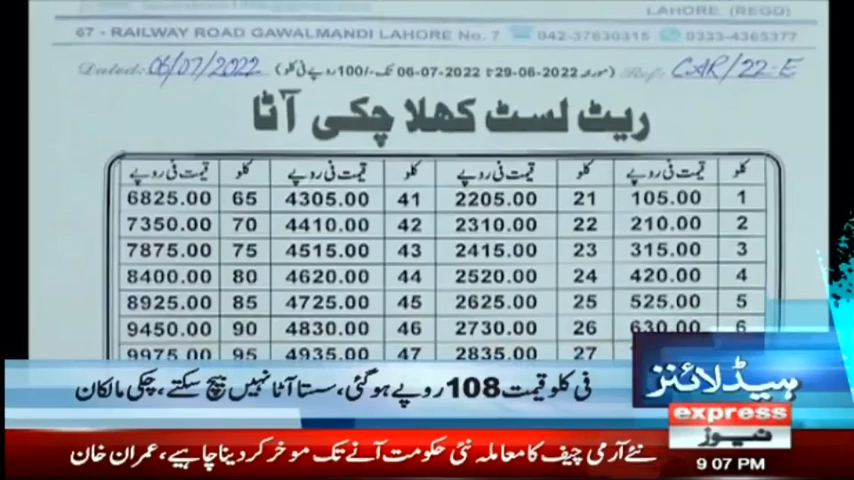 LAHORE. (REGD)
67 - RAILWAY ROAD GAWALMANDI LAHORE No. 7 042-37630315 0333-4365377
Dated: 06/07/2022 (مورخہ 29-06-2022 تا 06-07-2022 تک -/100 روپے فی کلو) Ref: CAR/22-E
ریٹ لسٹ کھلا چکی آٹا
کلو قیمت فی روپے کلو قیمت فی روپے کلو قیمت فی روپے کلو قیمت فی روپے
1 105.00 21 2205.00 41 4305.00 65 6825.00
2 210.00 22 2310.00 42 4410.00 70 7350.00
3 315.00 23 2415.00 43 4515.00 75 7875.00
4 420.00 24 2520.00 44 4620.00 80 8400.00
5 525.00 25 2625.00 45 4725.00 85 8925.00
6 630.00 26 2730.00 46 4830.00 90 9450.00
27 2835.00 47 4935.00 95 9975.00
ہیڈلائنز
فی کلو قیمت 108 روپے ہوگئی، سستا آٹا نہیں بیچ سکتے، چکی مالکان
express
نیوز
نئے آرمی چیف کا معاملہ نئی حکومت آنے تک موخر کر دینا چاہیے، عمران خان
9:07 PM